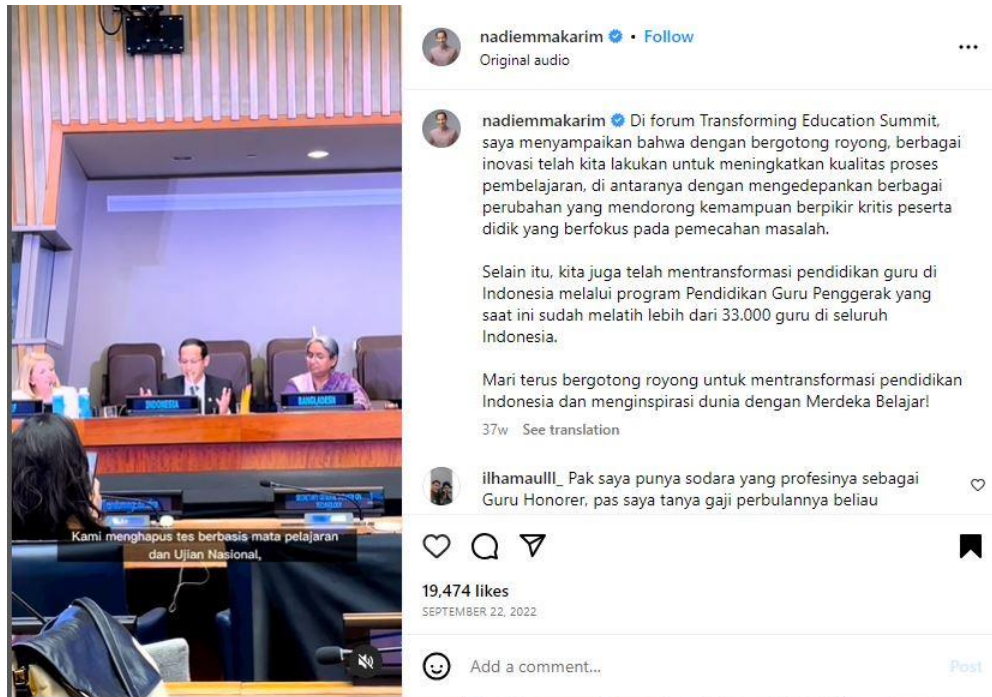 nadiemmakarim • Follow
Original audio
nadiemmakarim Di forum Transforming Education Summit,
saya menyampaikan bahwa dengan bergotong royong, berbagai
inovasi telah kita lakukan untuk meningkatkan kualitas proses
pembelajaran, di antaranya dengan mengedepankan berbagai
perubahan yang mendorong kemampuan berpikir kritis peserta
didik yang berfokus pada pemecahan masalah.
Selain itu, kita juga telah mentransformasi pendidikan guru di
Indonesia melalui program Pendidikan Guru Penggerak yang
saat ini sudah melatih lebih dari 33.000 guru di seluruh
Indonesia.
Mari terus bergotong royong untuk mentransformasi pendidikan
Indonesia dan menginspirasi dunia dengan Merdeka Belajar!
37w See translation
ilhamaulll_ Pak saya punya sodara yang profesinya sebagai
Guru Honorer, pas saya tanya gaji perbulannya beliau
19,474 likes
SEPTEMBER 22, 2022
Add a comment...
Post
INDONESIA
BANGLADESH
Kami menghapus tes berbasis mata pelajaran
dan Ujian Nasional,